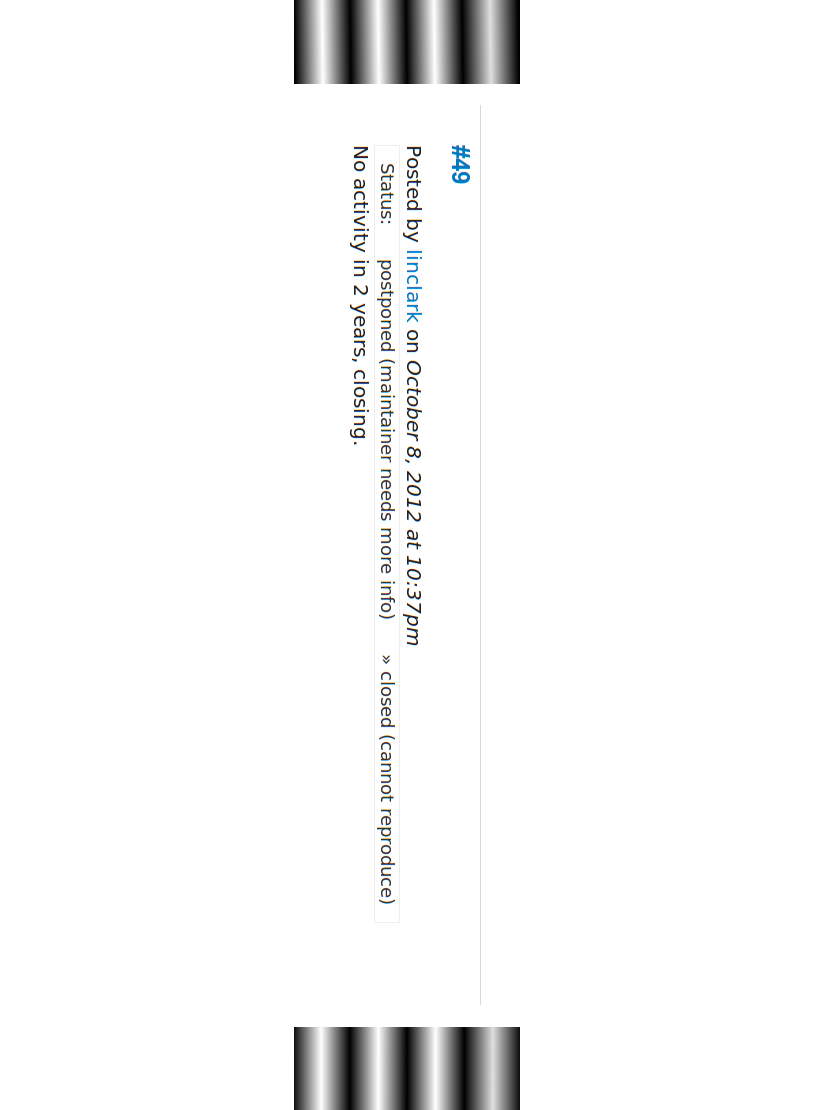 #49
Posted by linclark on October 8, 2012 at 10:37pm
Status: postponed (maintainer needs more info) » closed (cannot reproduce)
No activity in 2 years, closing.